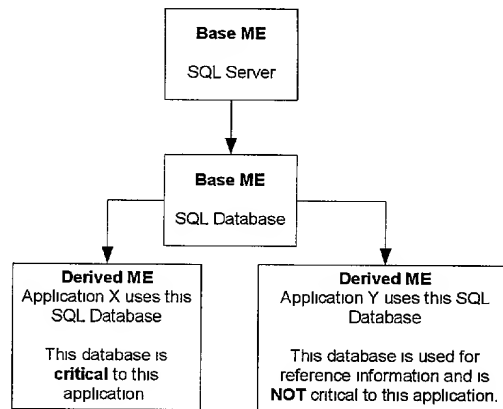 Base ME
SQL Server
Base ME
SQL Database
Derived ME
Application X uses this
SQL Database
This database is
critical to this
application
Derived ME
Application Y uses this SQL
Database
This database is used for
reference information and is
NOT critical to this application.